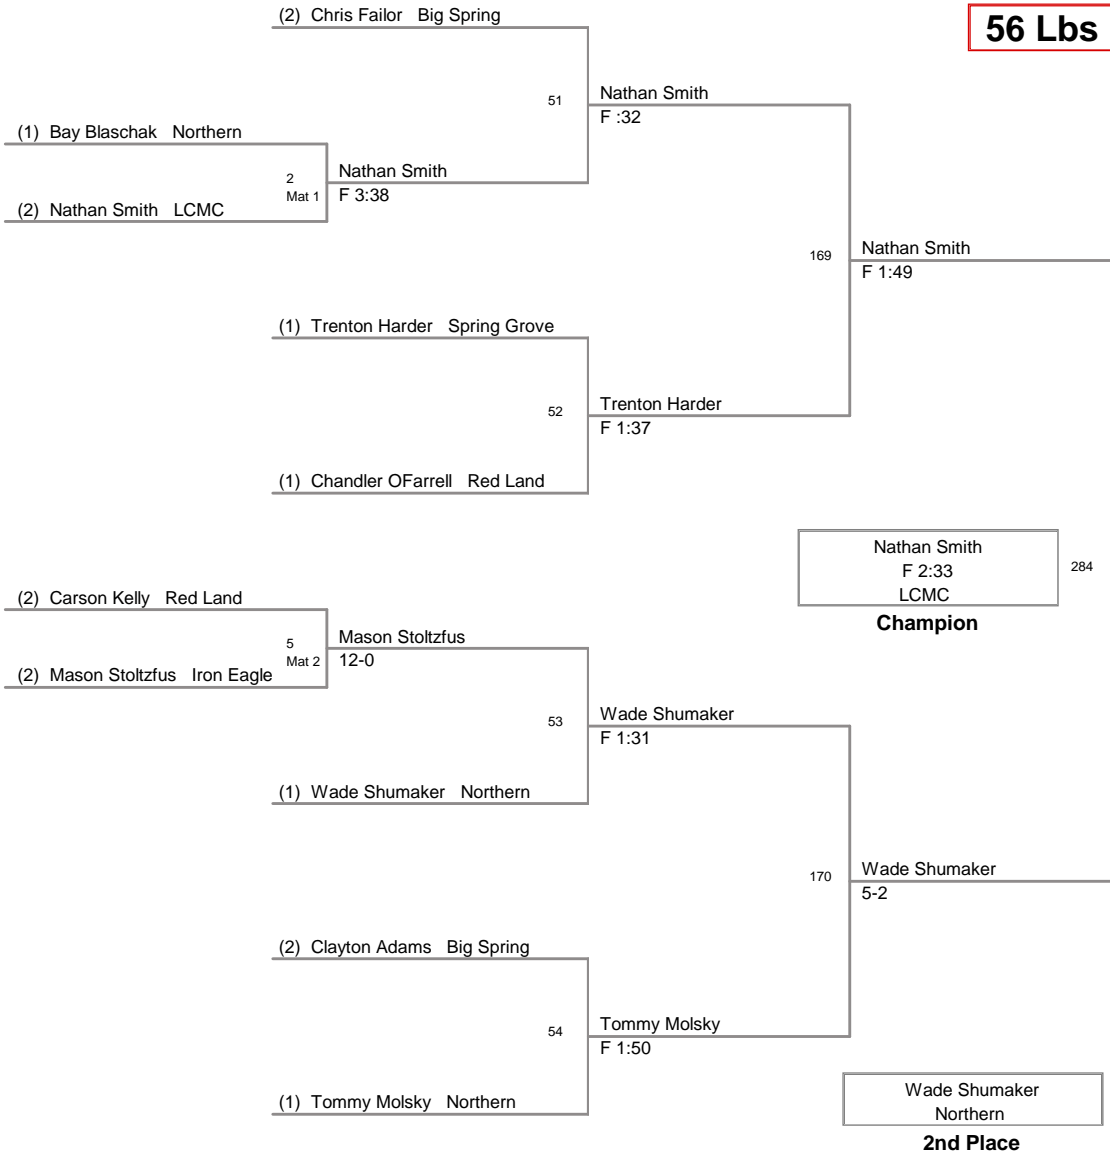 (2) Chris Failor Big Spring
56 Lbs
51
Nathan Smith
F :32
(1) Bay Blaschak Northern
2
Mat 1
Nathan Smith
F 3:38
(2) Nathan Smith LCMC
169
Nathan Smith
F 1:49
(1) Trenton Harder Spring Grove
52
Trenton Harder
F 1:37
(1) Chandler OFarrell Red Land
Nathan Smith
F 2:33
LCMC
284
Champion
(2) Carson Kelly Red Land
5
Mat 2
Mason Stoltzfus
12-0
(2) Mason Stoltzfus Iron Eagle
53
Wade Shumaker
F 1:31
(1) Wade Shumaker Northern
170
Wade Shumaker
5-2
(2) Clayton Adams Big Spring
54
Tommy Molsky
F 1:50
(1) Tommy Molsky Northern
Wade Shumaker
Northern
2nd Place